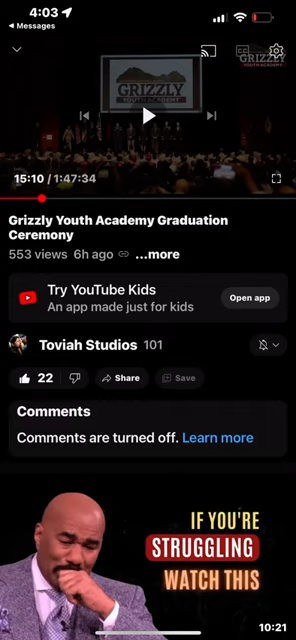 4:03
Messages
GRIZZLY
YOUTH ACADEMY
CC
GRIZZLY
YOUTH ACADEMY
15:10 / 1:47:34
Grizzly Youth Academy Graduation
Ceremony
553 views 6h ago ...more
Try YouTube Kids
An app made just for kids
Open app
Toviah Studios 101
22
Share
Save
Comments
Comments are turned off. Learn more
IF YOU'RE
STRUGGLING
WATCH THIS
10:21